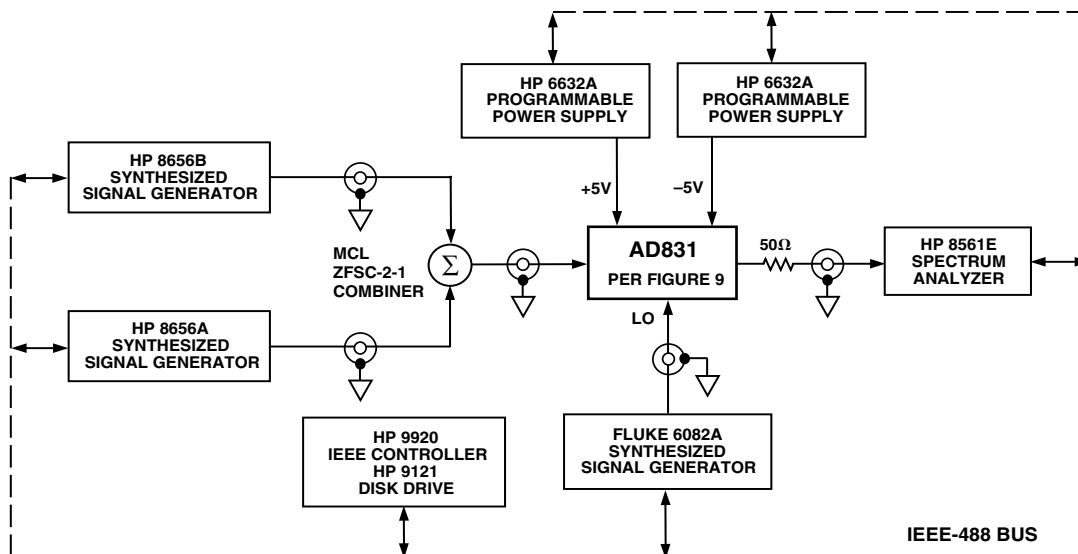 HP 6632A
PROGRAMMABLE
POWER SUPPLY
HP 6632A
PROGRAMMABLE
POWER SUPPLY
HP 8656B
SYNTHESIZED
SIGNAL GENERATOR
+5V
–5V
MCL
ZFSC-2-1
COMBINER
Σ
AD831
PER FIGURE 9
50Ω
HP 8561E
SPECTRUM
ANALYZER
HP 8656A
SYNTHESIZED
SIGNAL GENERATOR
LO
HP 9920
IEEE CONTROLLER
HP 9121
DISK DRIVE
FLUKE 6082A
SYNTHESIZED
SIGNAL GENERATOR
IEEE-488 BUS